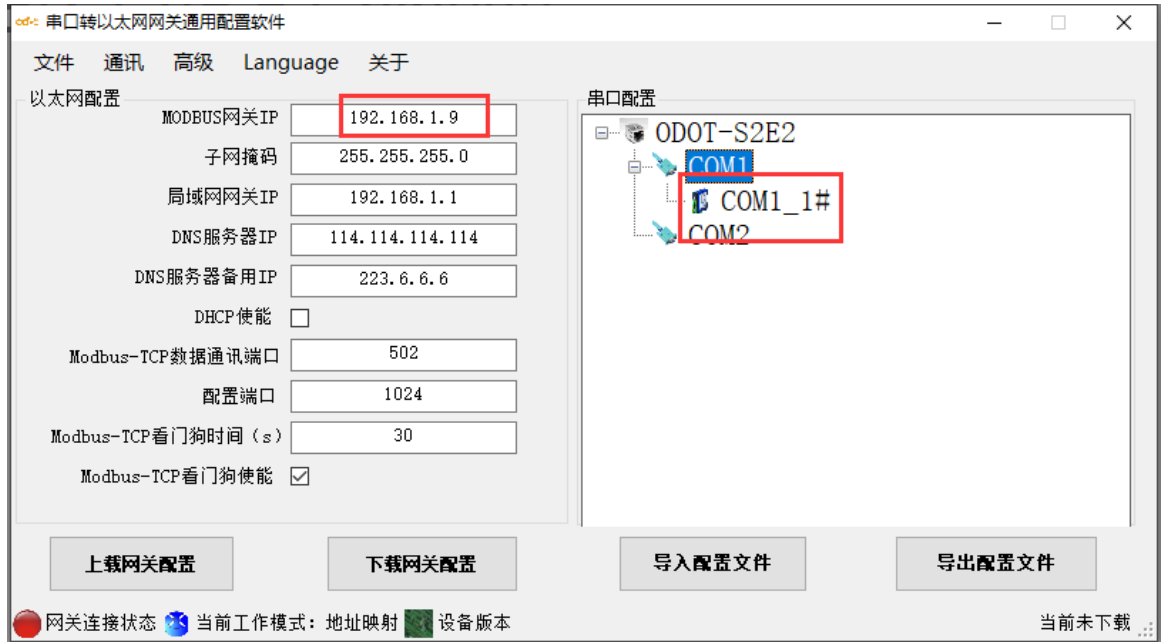 串口转以太网网关通用配置软件
文件 通讯 高级 Language 关于
以太网配置
MODBUS网关IP 192.168.1.9
子网掩码 255.255.255.0
局域网网关IP 192.168.1.1
DNS服务器IP 114.114.114.114
DNS服务器备用IP 223.6.6.6
DHCP使能
Modbus-TCP数据通讯端口 502
配置端口 1024
Modbus-TCP看门狗时间（s） 30
Modbus-TCP看门狗使能
串口配置
ODOT-S2E2
COM1
COM1_1#
COM2
上载网关配置 下载网关配置 导入配置文件 导出配置文件
网关连接状态 当前工作模式：地址映射 设备版本 当前未下载